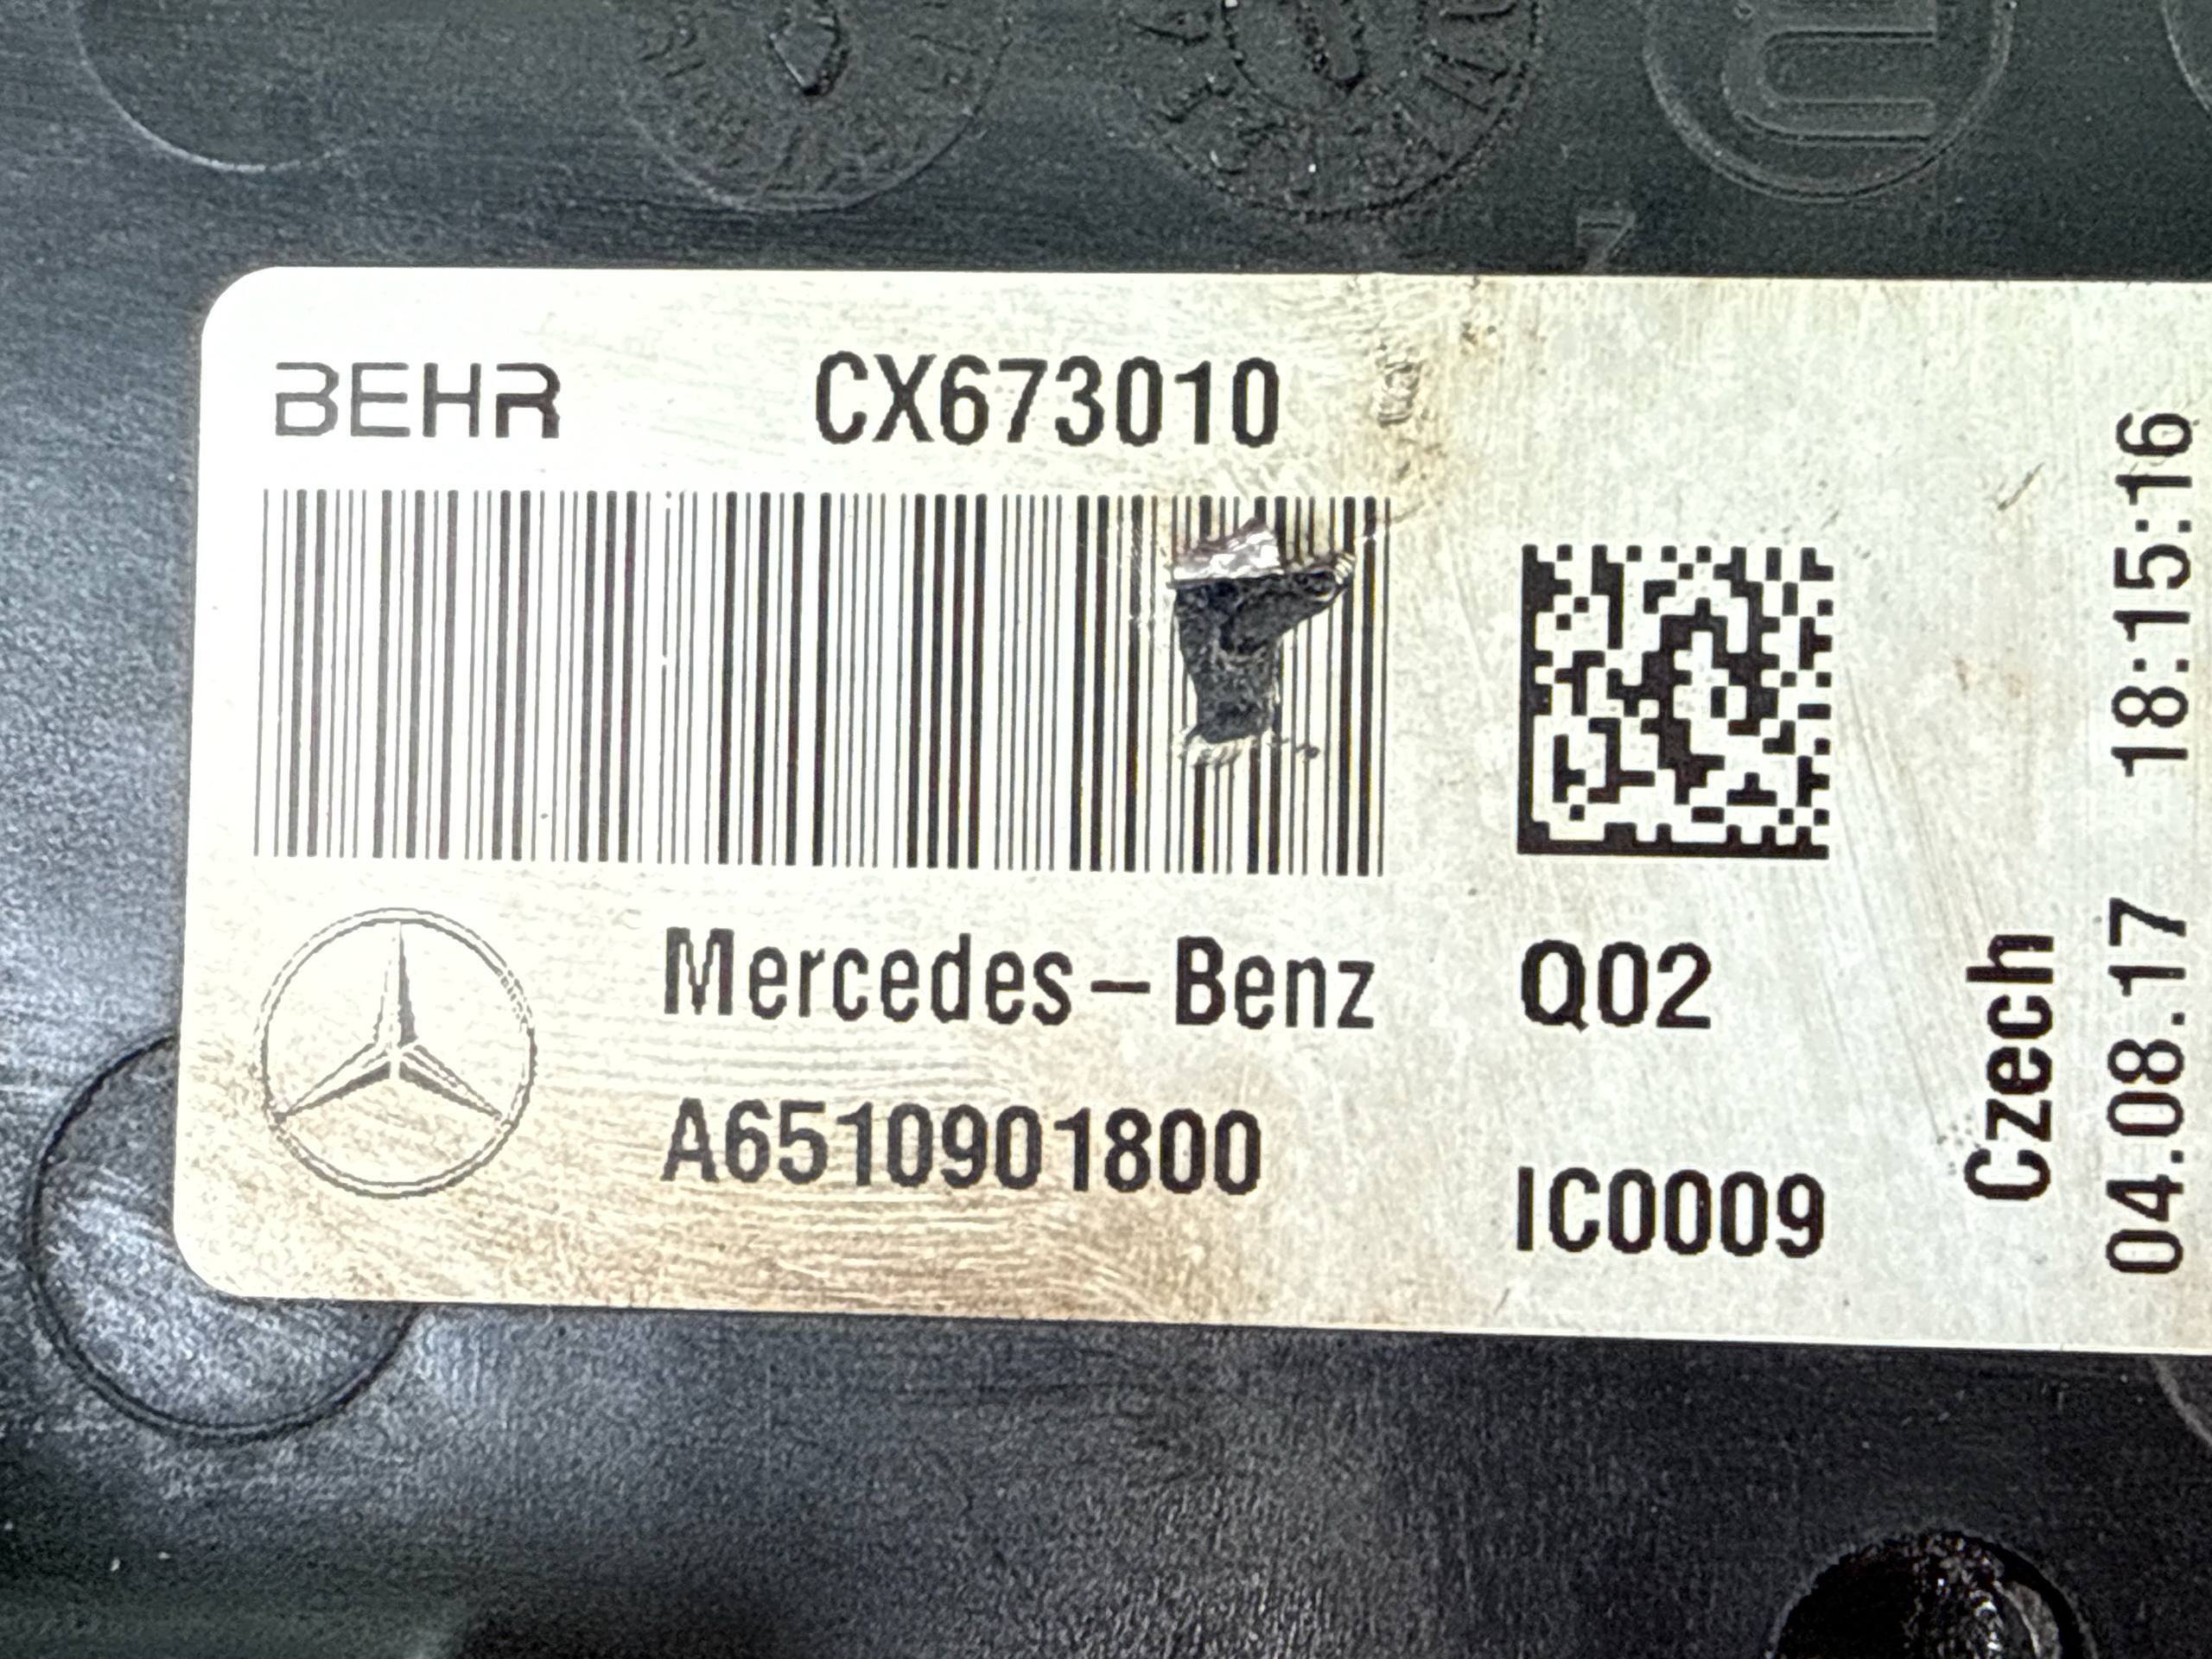 BEHR CX673010
Mercedes-Benz Q02
A6510901800 IC0009
Czech
04.08.17 18:15:16